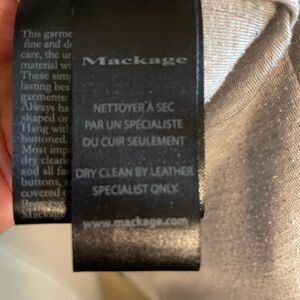 This garme
fine and de
care, the un
material w
These sim
lasting bea
garments:
Always ha
shaped or
Hang with
buttoned.
Most imp
dry clean
and all fa
buttons,
covered
Mackage
NETTOYER À SEC
PAR UN SPÉCIALISTE
DU CUIR SEULEMENT
DRY CLEAN BY LEATHER
SPECIALIST ONLY
www.mackage.com